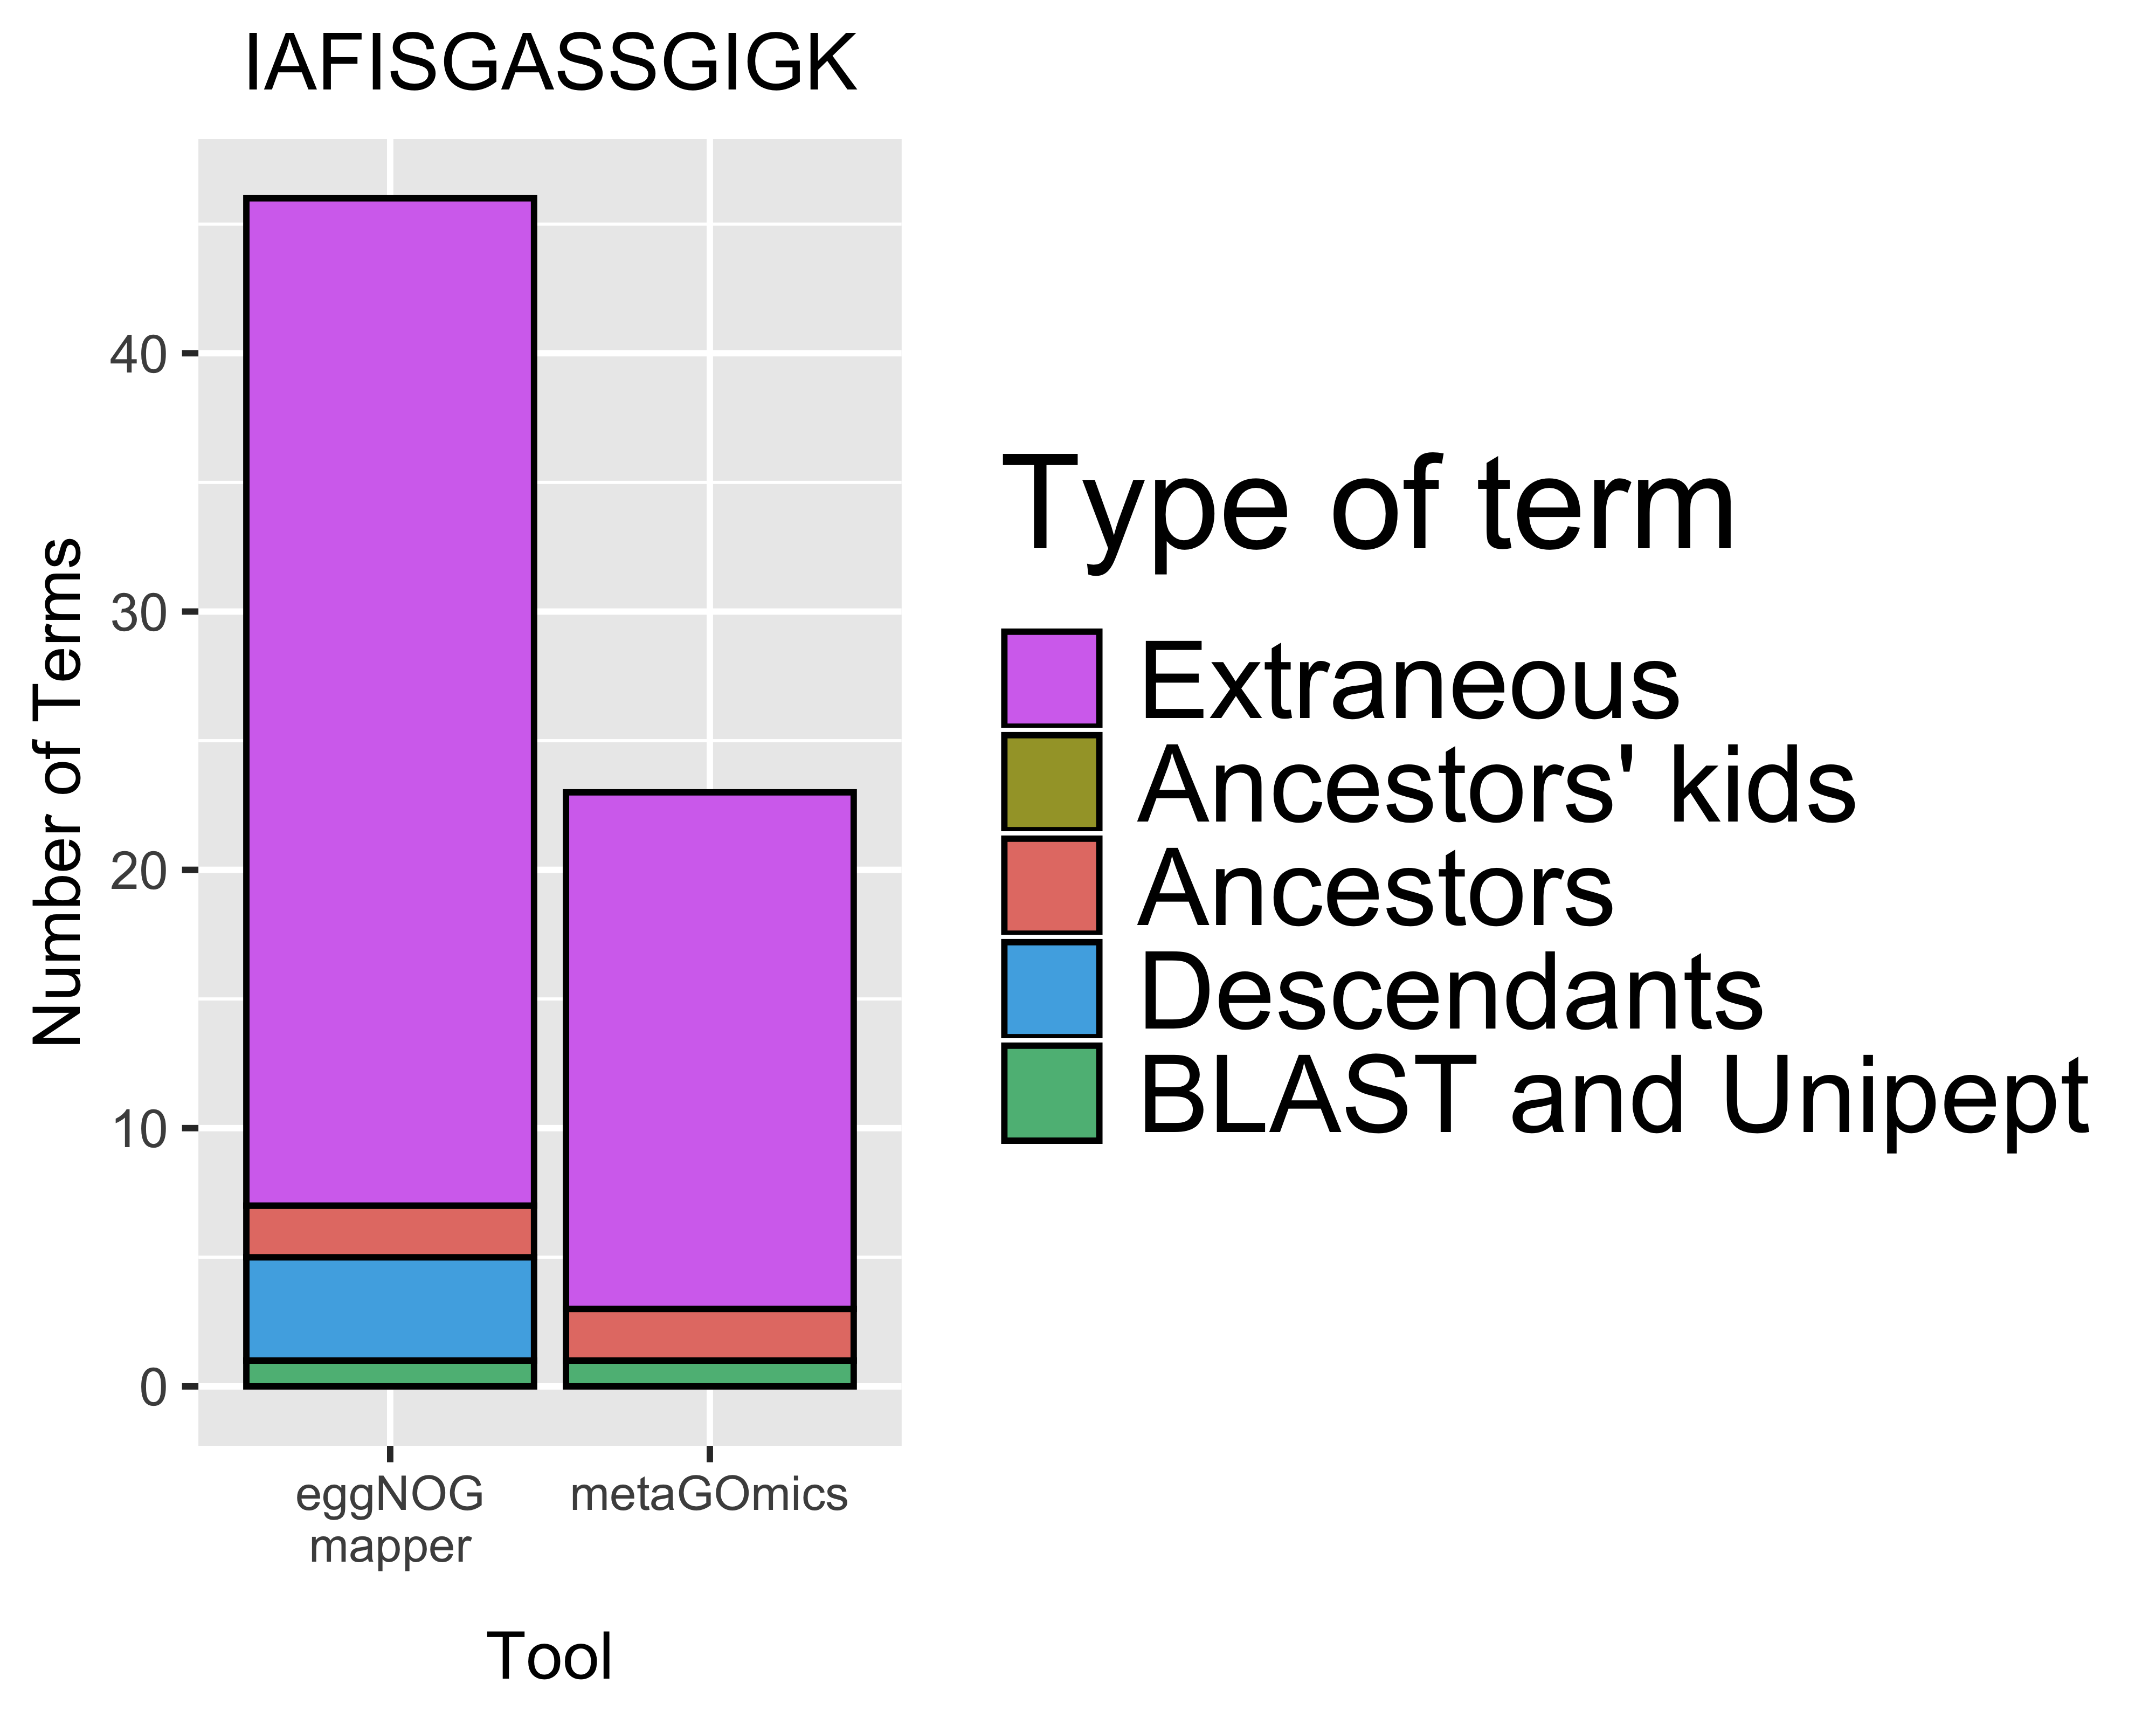 IAFISGASSGIGK
Number of Terms
40
30
20
10
0
eggNOG
mapper
metaGOmics
Tool
Type of term
Extraneous
Ancestors' kids
Ancestors
Descendants
BLAST and Unipept